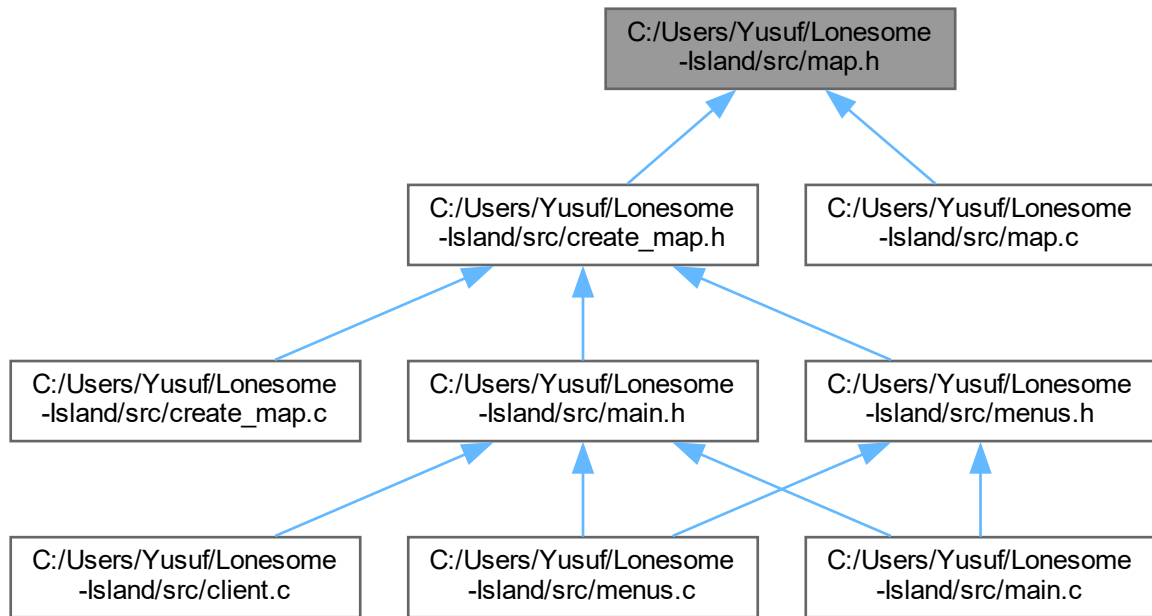 C:/Users/Yusuf/Lonesome
-Island/src/map.h
C:/Users/Yusuf/Lonesome
-Island/src/create_map.h
C:/Users/Yusuf/Lonesome
-Island/src/map.c
C:/Users/Yusuf/Lonesome
-Island/src/create_map.c
C:/Users/Yusuf/Lonesome
-Island/src/main.h
C:/Users/Yusuf/Lonesome
-Island/src/menus.h
C:/Users/Yusuf/Lonesome
-Island/src/client.c
C:/Users/Yusuf/Lonesome
-Island/src/menus.c
C:/Users/Yusuf/Lonesome
-Island/src/main.c